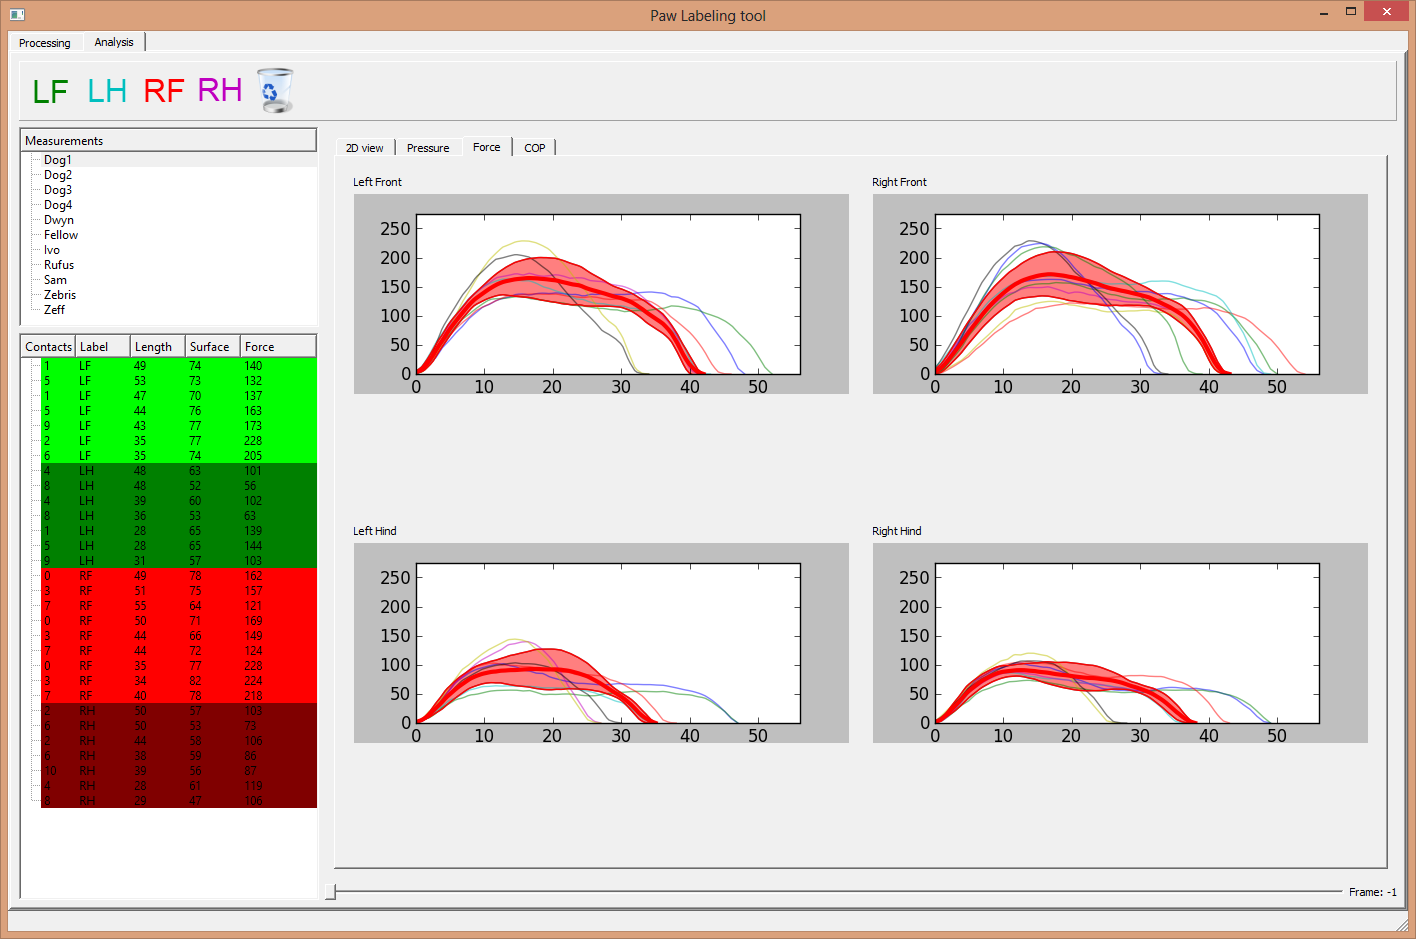 Paw Labeling tool
Processing Analysis
LF LH RF RH
Measurements
Dog1
Dog2
Dog3
Dog4
Dwyn
Fellow
Ivo
Rufus
Sam
Zebris
Zeff
Contacts Label Length Surface Force
1 LF 49 74 140
5 LF 53 73 132
1 LF 47 70 137
5 LF 44 76 163
9 LF 43 77 173
2 LF 35 77 228
6 LF 35 74 205
4 LH 48 63 101
8 LH 48 52 56
4 LH 39 60 102
8 LH 36 53 63
1 LH 28 65 139
5 LH 28 65 144
9 LH 31 57 103
0 RF 49 78 162
3 RF 51 75 157
7 RF 55 64 121
0 RF 50 71 169
3 RF 44 66 149
7 RF 44 72 124
0 RF 35 77 228
3 RF 34 82 224
7 RF 40 78 218
2 RH 50 57 103
6 RH 50 53 73
2 RH 44 58 106
6 RH 38 59 86
10 RH 39 56 87
4 RH 28 61 119
8 RH 29 47 106
2D view Pressure Force COP
Left Front
250
200
150
100
50
0
0 10 20 30 40 50
Right Front
250
200
150
100
50
0
0 10 20 30 40 50
Left Hind
250
200
150
100
50
0
0 10 20 30 40 50
Right Hind
250
200
150
100
50
0
0 10 20 30 40 50
Frame: -1